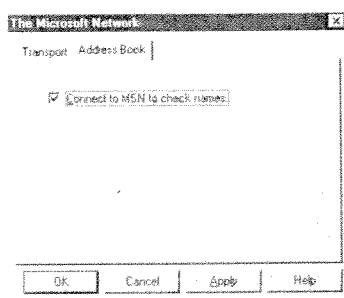 The Microsoft Network
Transport Address Book
Connect to MSN to check names.
OK Cancel Apply Help